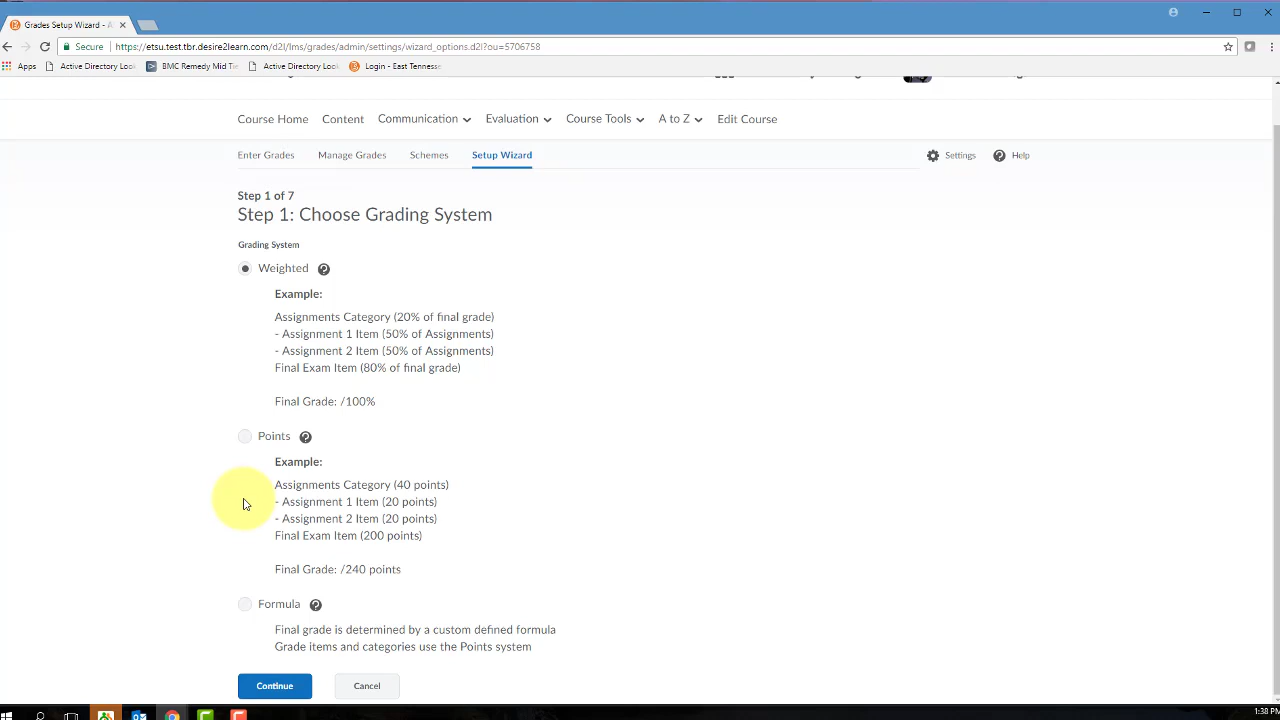 Grades Setup Wizard - A
Secure https://etsu.test.tbr.desire2learn.com/d2l/lms/grades/admin/settings/wizard_options.d2l?ou=5706758
Apps Active Directory Loo BMC Remedy Mid Tie Active Directory Look Login - East Tenness
Course Home Content Communication Evaluation Course Tools A to Z Edit Course
Enter Grades Manage Grades Schemes Setup Wizard Settings Help
Step 1 of 7
Step 1: Choose Grading System
Grading System
Weighted
Example:
Assignments Category (20% of final grade)
- Assignment 1 Item (50% of Assignments)
- Assignment 2 Item (50% of Assignments)
Final Exam Item (80% of final grade)
Final Grade: /100%
Points
Example:
Assignments Category (40 points)
- Assignment 1 Item (20 points)
- Assignment 2 Item (20 points)
Final Exam Item (200 points)
Final Grade: /240 points
Formula
Final grade is determined by a custom defined formula
Grade items and categories use the Points system
Continue Cancel
1:38 PM